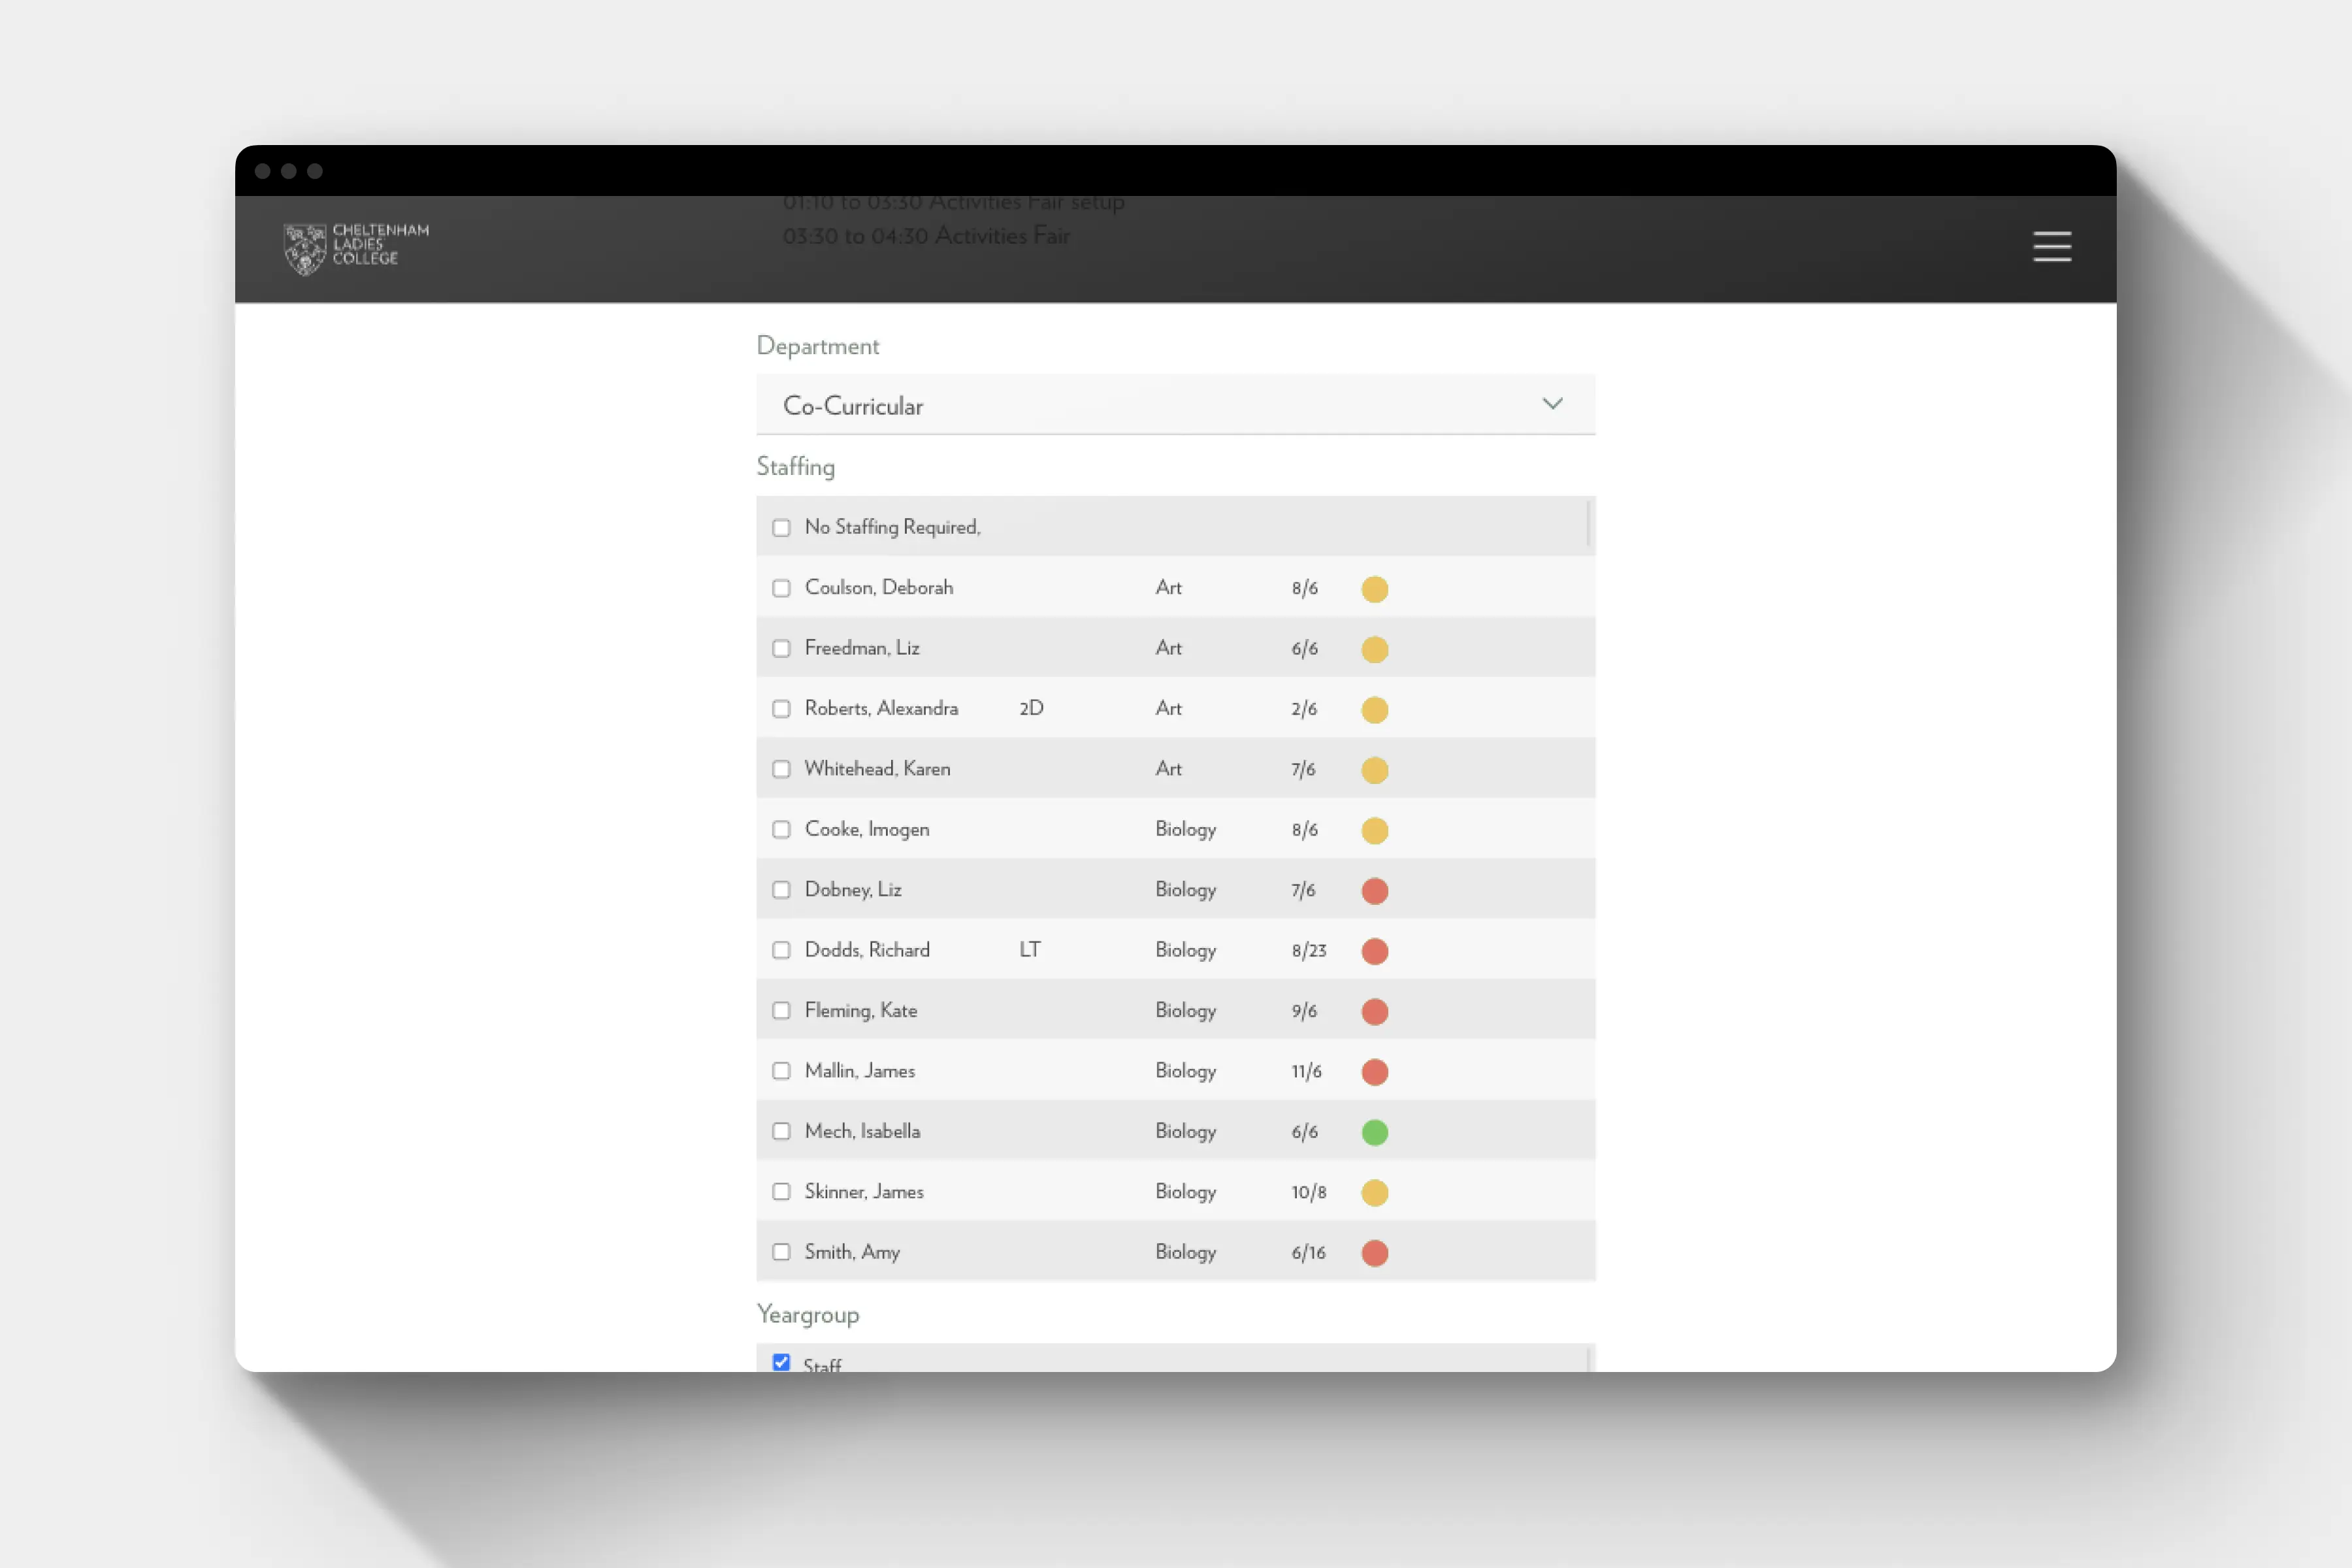 01:10 to 03:30 Activities Fair setup
03:30 to 04:30 Activities Fair
CHELTENHAM
LADIES'
COLLEGE
Department
Co-Curricular
Staffing
No Staffing Required,
Coulson, Deborah Art 8/6
Freedman, Liz Art 6/6
Roberts, Alexandra 2D Art 2/6
Whitehead, Karen Art 7/6
Cooke, Imogen Biology 8/6
Dobney, Liz Biology 7/6
Dodds, Richard LT Biology 8/23
Fleming, Kate Biology 9/6
Mallin, James Biology 11/6
Mech, Isabella Biology 6/6
Skinner, James Biology 10/8
Smith, Amy Biology 6/16
Yeargroup
Staff